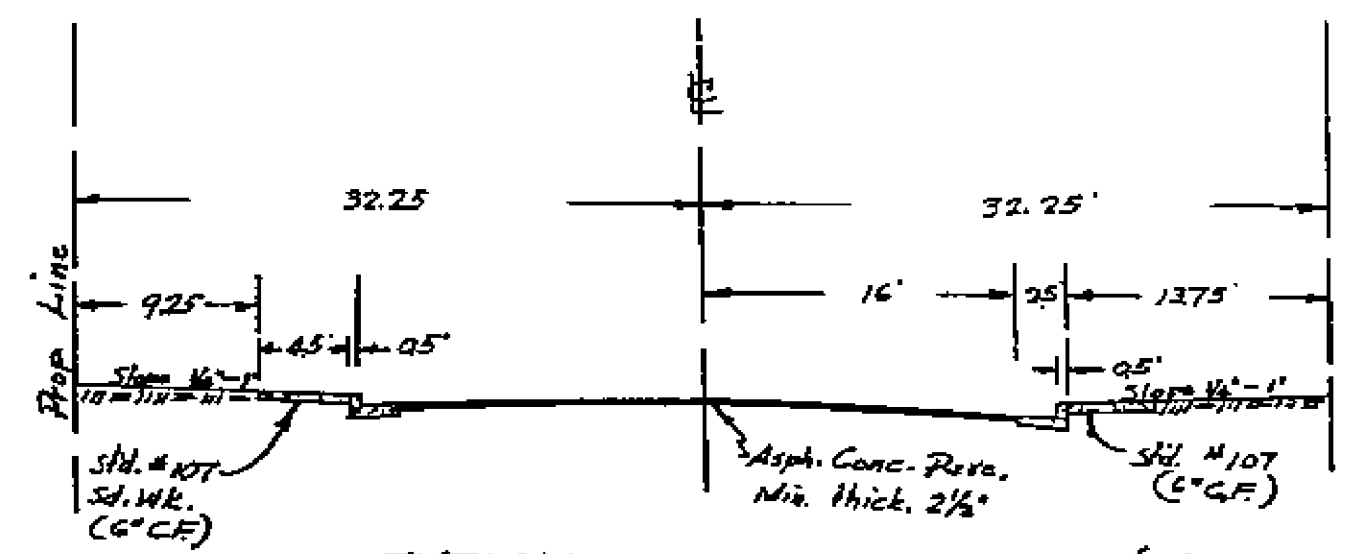 32.25
32.25'
Prop Line
9.25
16'
2.5
13.75'
4.5
0.5'
0.5'
Slope 1/4"-1'
Slope 1/4"-1'
std. #107
Sd. Wk.
(6" C.F.)
Asph. Conc. Pave.
Min. thick. 2½"
Std. #107
(6" C.F.)